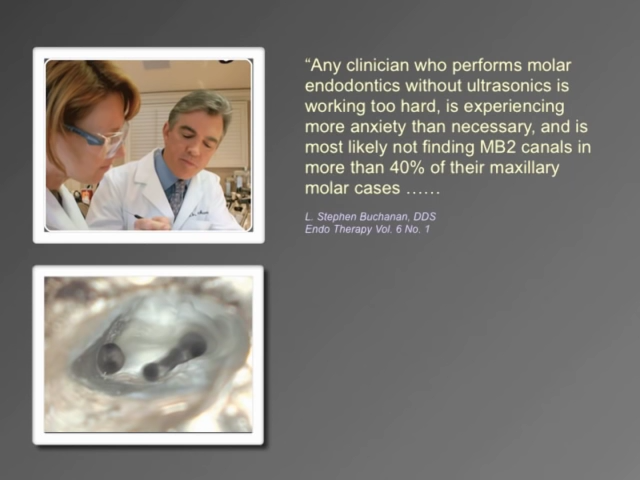 “Any clinician who performs molar
endodontics without ultrasonics is
working too hard, is experiencing
more anxiety than necessary, and is
most likely not finding MB2 canals in
more than 40% of their maxillary
molar cases ……
L. Stephen Buchanan, DDS
Endo Therapy Vol. 6 No. 1